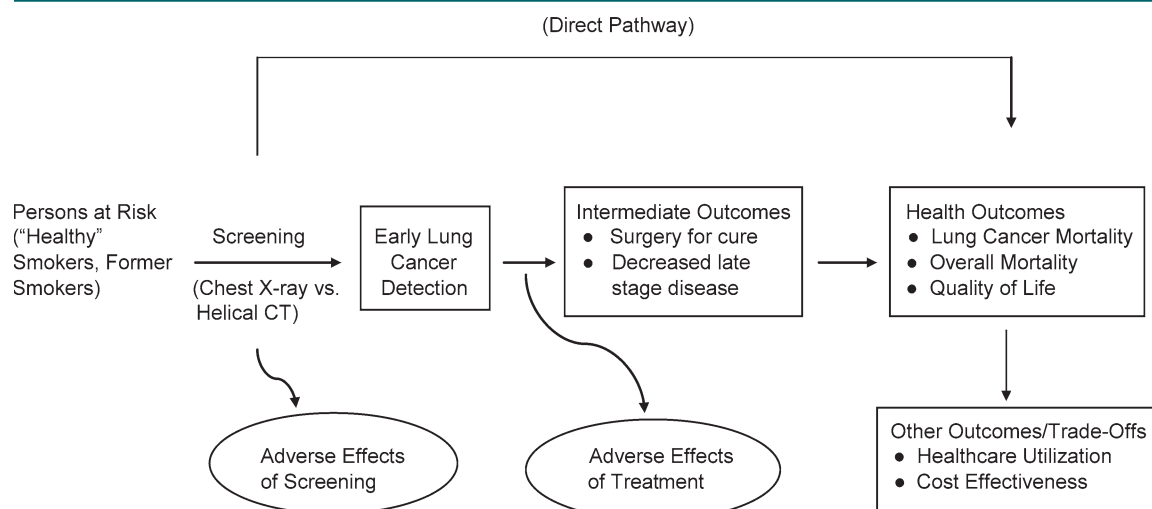 (Direct Pathway)
Persons at Risk
(“Healthy”
Smokers, Former
Smokers)
Screening
(Chest X-ray vs.
Helical CT)
Early Lung
Cancer
Detection
Intermediate Outcomes
● Surgery for cure
● Decreased late
stage disease
Health Outcomes
● Lung Cancer Mortality
● Overall Mortality
● Quality of Life
Adverse Effects
of Screening
Adverse Effects
of Treatment
Other Outcomes/Trade-Offs
● Healthcare Utilization
● Cost Effectiveness